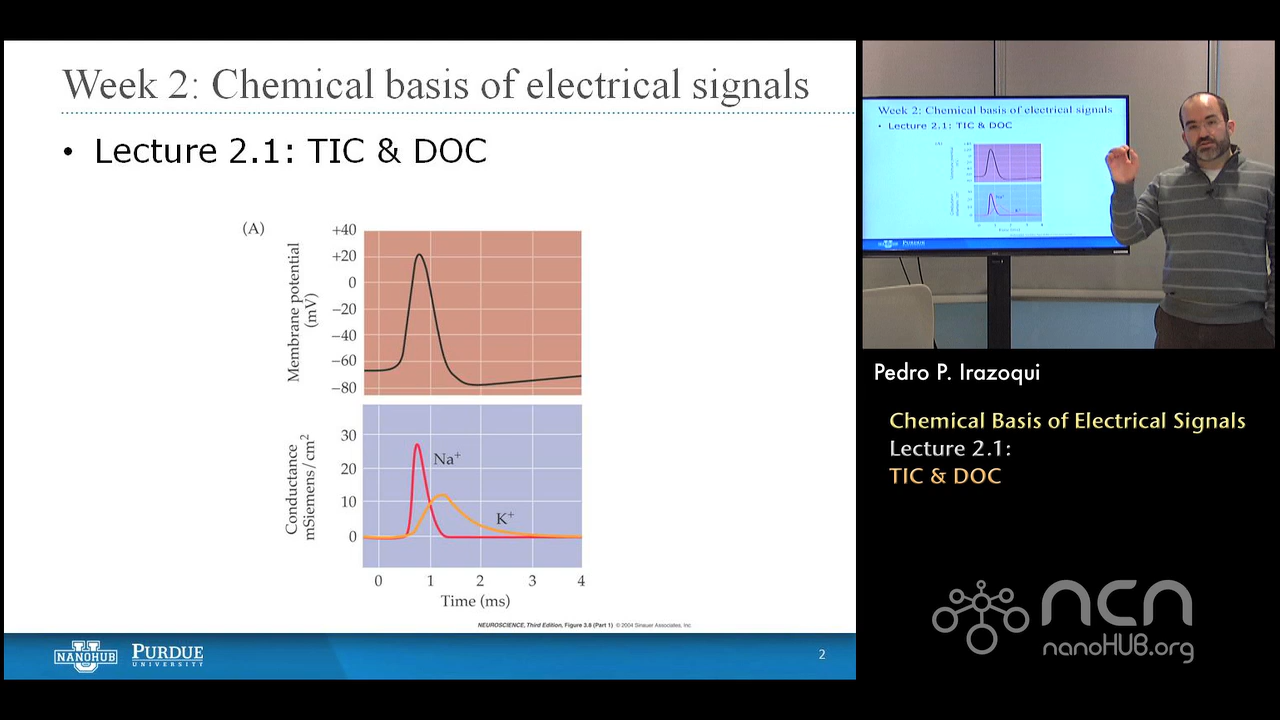 Week 2: Chemical basis of electrical signals
• Lecture 2.1: TIC & DOC
(A)
Membrane potential
(mV)
+40
+20
0
−20
−40
−60
−80
Conductance
mSiemens/cm²
30
20
10
0
Na⁺
K⁺
0 1 2 3 4
Time (ms)
NEUROSCIENCE, Third Edition, Figure 3.8 (Part 1) © 2004 Sinauer Associates, Inc
NANOHUB
PURDUE
UNIVERSITY
2
Week 2: Chemical basis of electrical signals
• Lecture 2.1: TIC & DOC
Pedro P. Irazoqui
Chemical Basis of Electrical Signals
Lecture 2.1:
TIC & DOC
ncn
nanoHUB.org